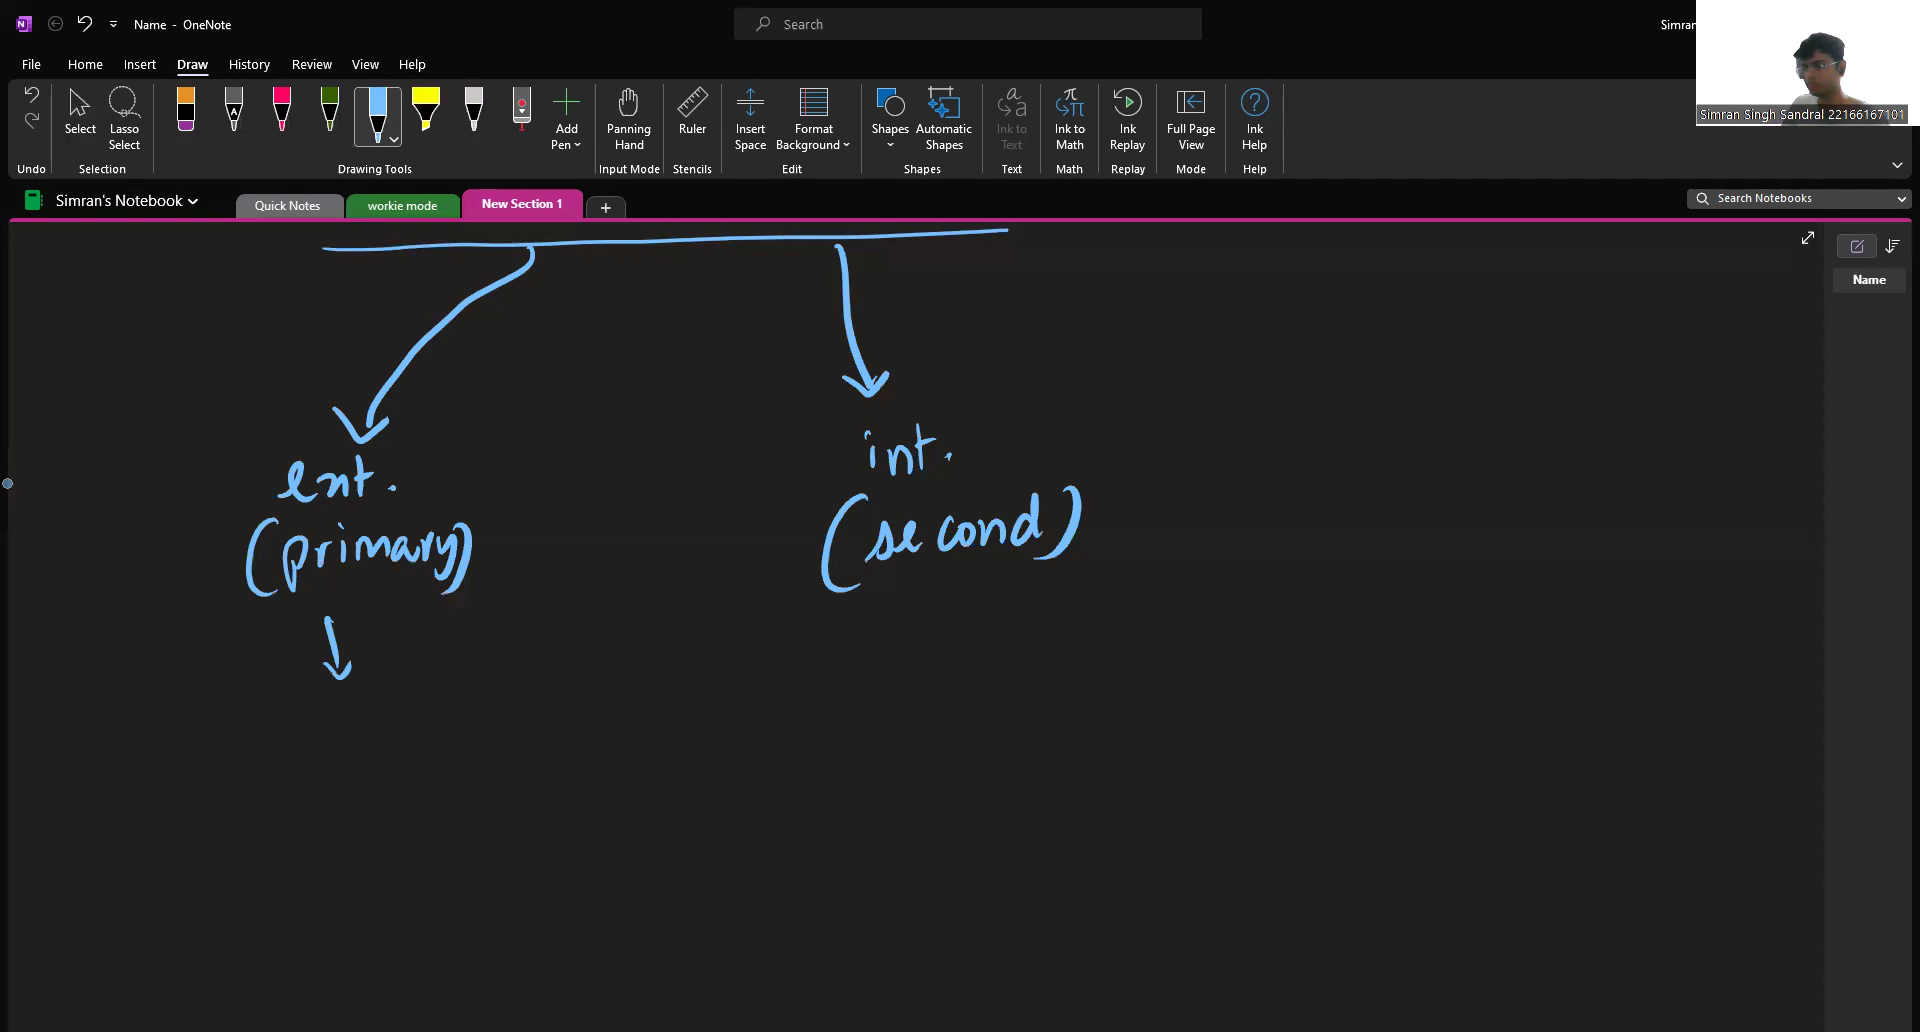 Name - OneNote
Search
Simran
File Home Insert Draw History Review View Help
Select
Lasso Select
A
Add Pen
Panning Hand
Ruler
Insert Space
Format Background
Shapes
Automatic Shapes
Ink to Text
Ink to Math
Ink Replay
Full Page View
Ink Help
Undo Selection Drawing Tools Input Mode Stencils Edit Shapes Text Math Replay Mode Help
Simran Singh Sandral 22166167101
Simran's Notebook
Quick Notes
workie mode
New Section 1
+
Search Notebooks
Name
ext.
(primary)
int.
(second)